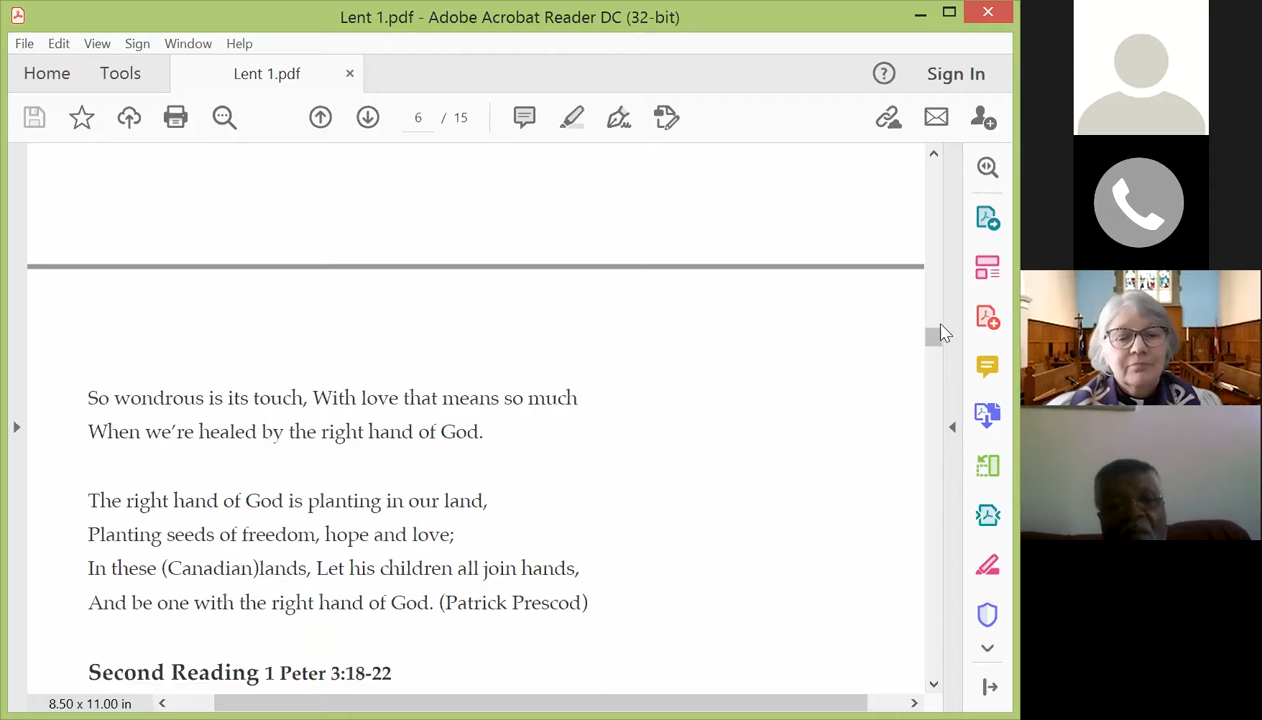 Lent 1.pdf - Adobe Acrobat Reader DC (32-bit)
File Edit View Sign Window Help
Home Tools Lent 1.pdf × Sign In
6 / 15
So wondrous is its touch, With love that means so much
When we're healed by the right hand of God.
The right hand of God is planting in our land,
Planting seeds of freedom, hope and love;
In these (Canadian)lands, Let his children all join hands,
And be one with the right hand of God. (Patrick Prescod)
Second Reading 1 Peter 3:18-22
8.50 x 11.00 in